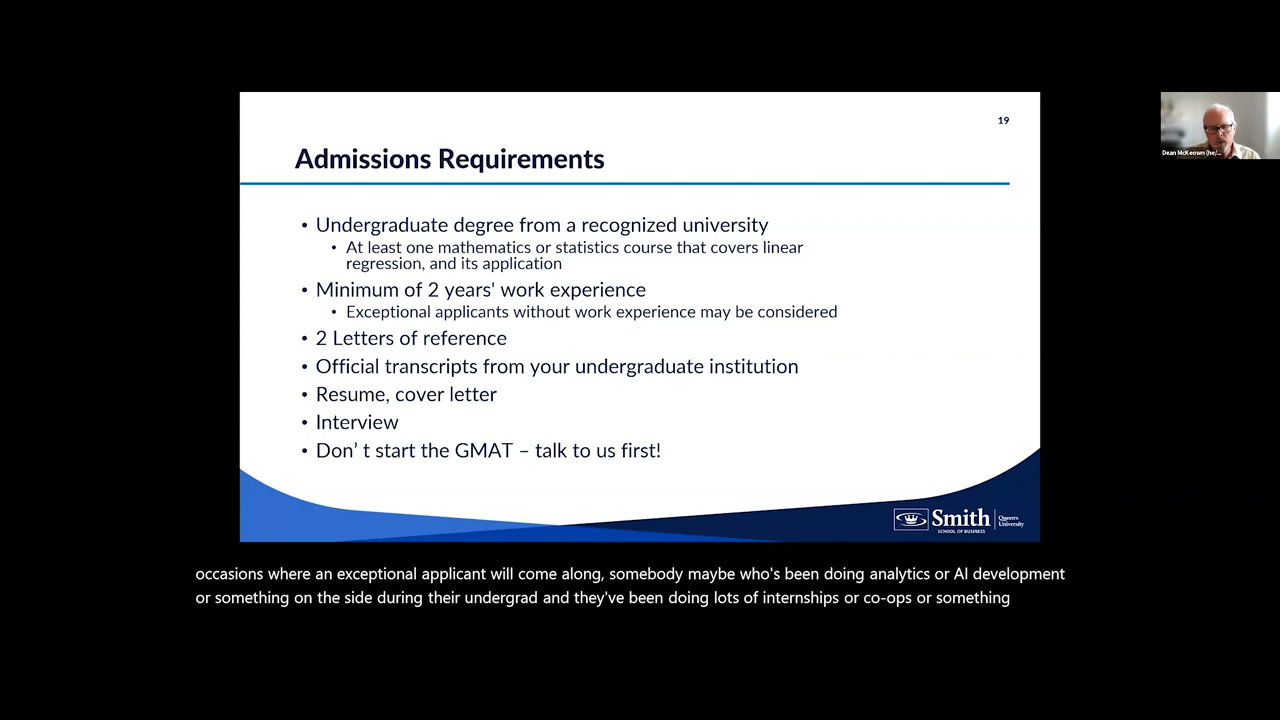 19
Admissions Requirements
• Undergraduate degree from a recognized university
• At least one mathematics or statistics course that covers linear
regression, and its application
• Minimum of 2 years' work experience
• Exceptional applicants without work experience may be considered
• 2 Letters of reference
• Official transcripts from your undergraduate institution
• Resume, cover letter
• Interview
• Don’ t start the GMAT – talk to us first!
Smith
SCHOOL OF BUSINESS
Queen's
University
Dean McKeown (he/...
occasions where an exceptional applicant will come along, somebody maybe who's been doing analytics or AI development
or something on the side during their undergrad and they've been doing lots of internships or co-ops or something